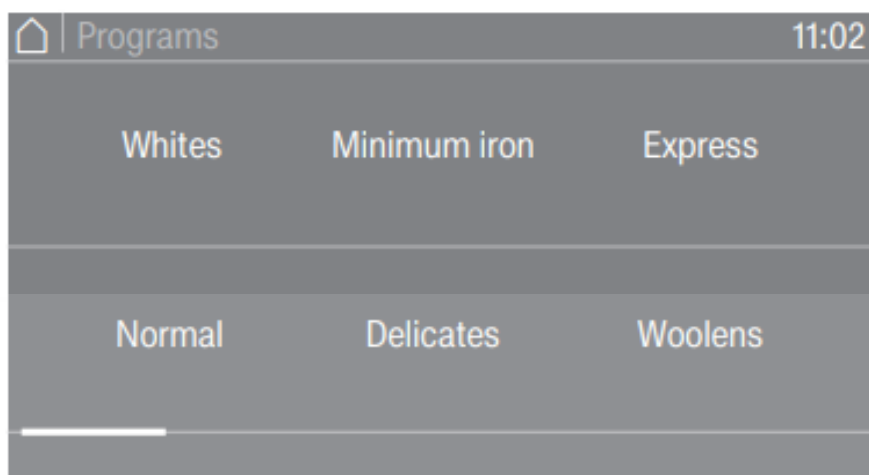 Programs 11:02
Whites Minimum iron Express
Normal Delicates Woolens